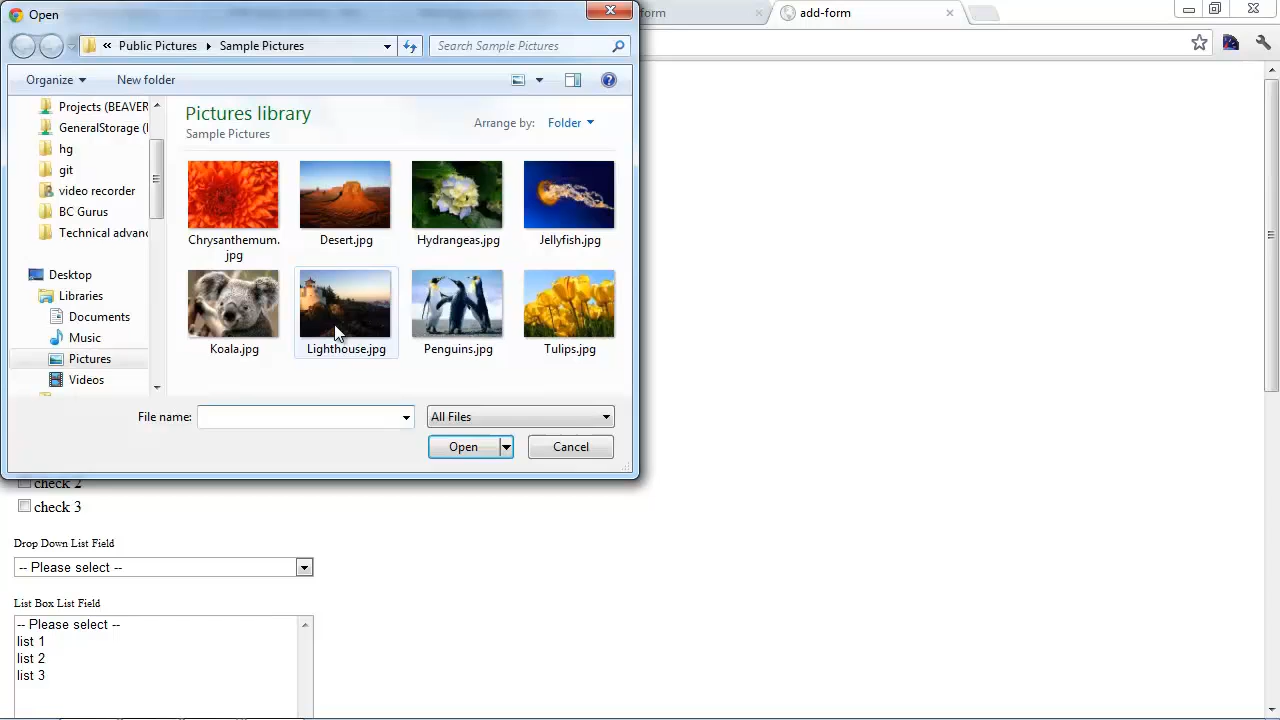 Open
form
add-form
« Public Pictures Sample Pictures
Search Sample Pictures
Organize
New folder
Projects (BEAVER
GeneralStorage (
hg
git
video recorder
BC Gurus
Technical advanc
Desktop
Libraries
Documents
Music
Pictures
Videos
Pictures library
Sample Pictures
Arrange by: Folder
Chrysanthemum.
jpg
Desert.jpg
Hydrangeas.jpg
Jellyfish.jpg
Koala.jpg
Lighthouse.jpg
Penguins.jpg
Tulips.jpg
File name:
All Files
Open
Cancel
check 2
check 3
Drop Down List Field
-- Please select --
List Box List Field
-- Please select --
list 1
list 2
list 3